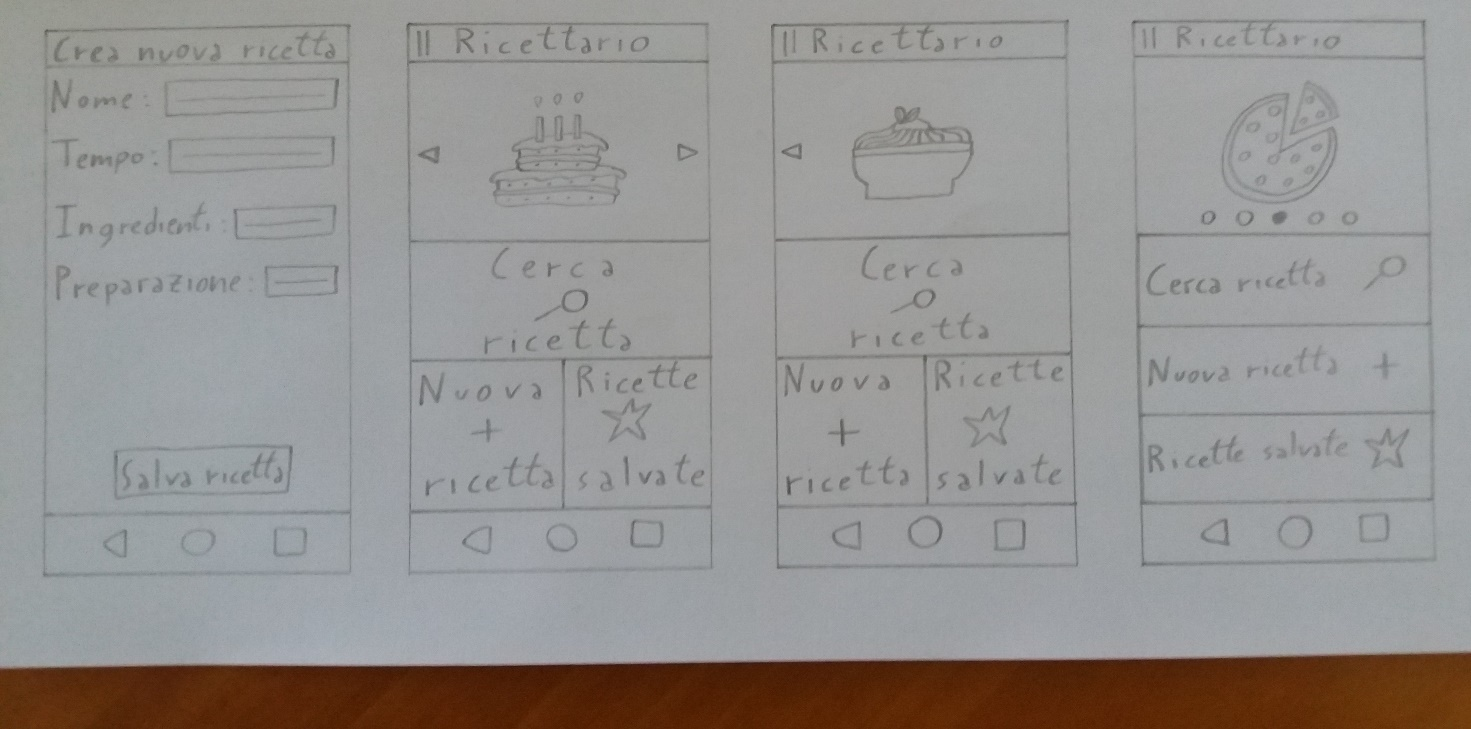 Crea nuova ricetta
Nome:
Tempo:
Ingredienti:
Preparazione:
Salva ricetta
Il Ricettario
Cerca
ricetta
Nuova
+
ricetta
Ricette
salvate
Il Ricettario
Cerca
ricetta
Nuova
+
ricetta
Ricette
salvate
Il Ricettario
Cerca ricetta
Nuova ricetta +
Ricette salvate